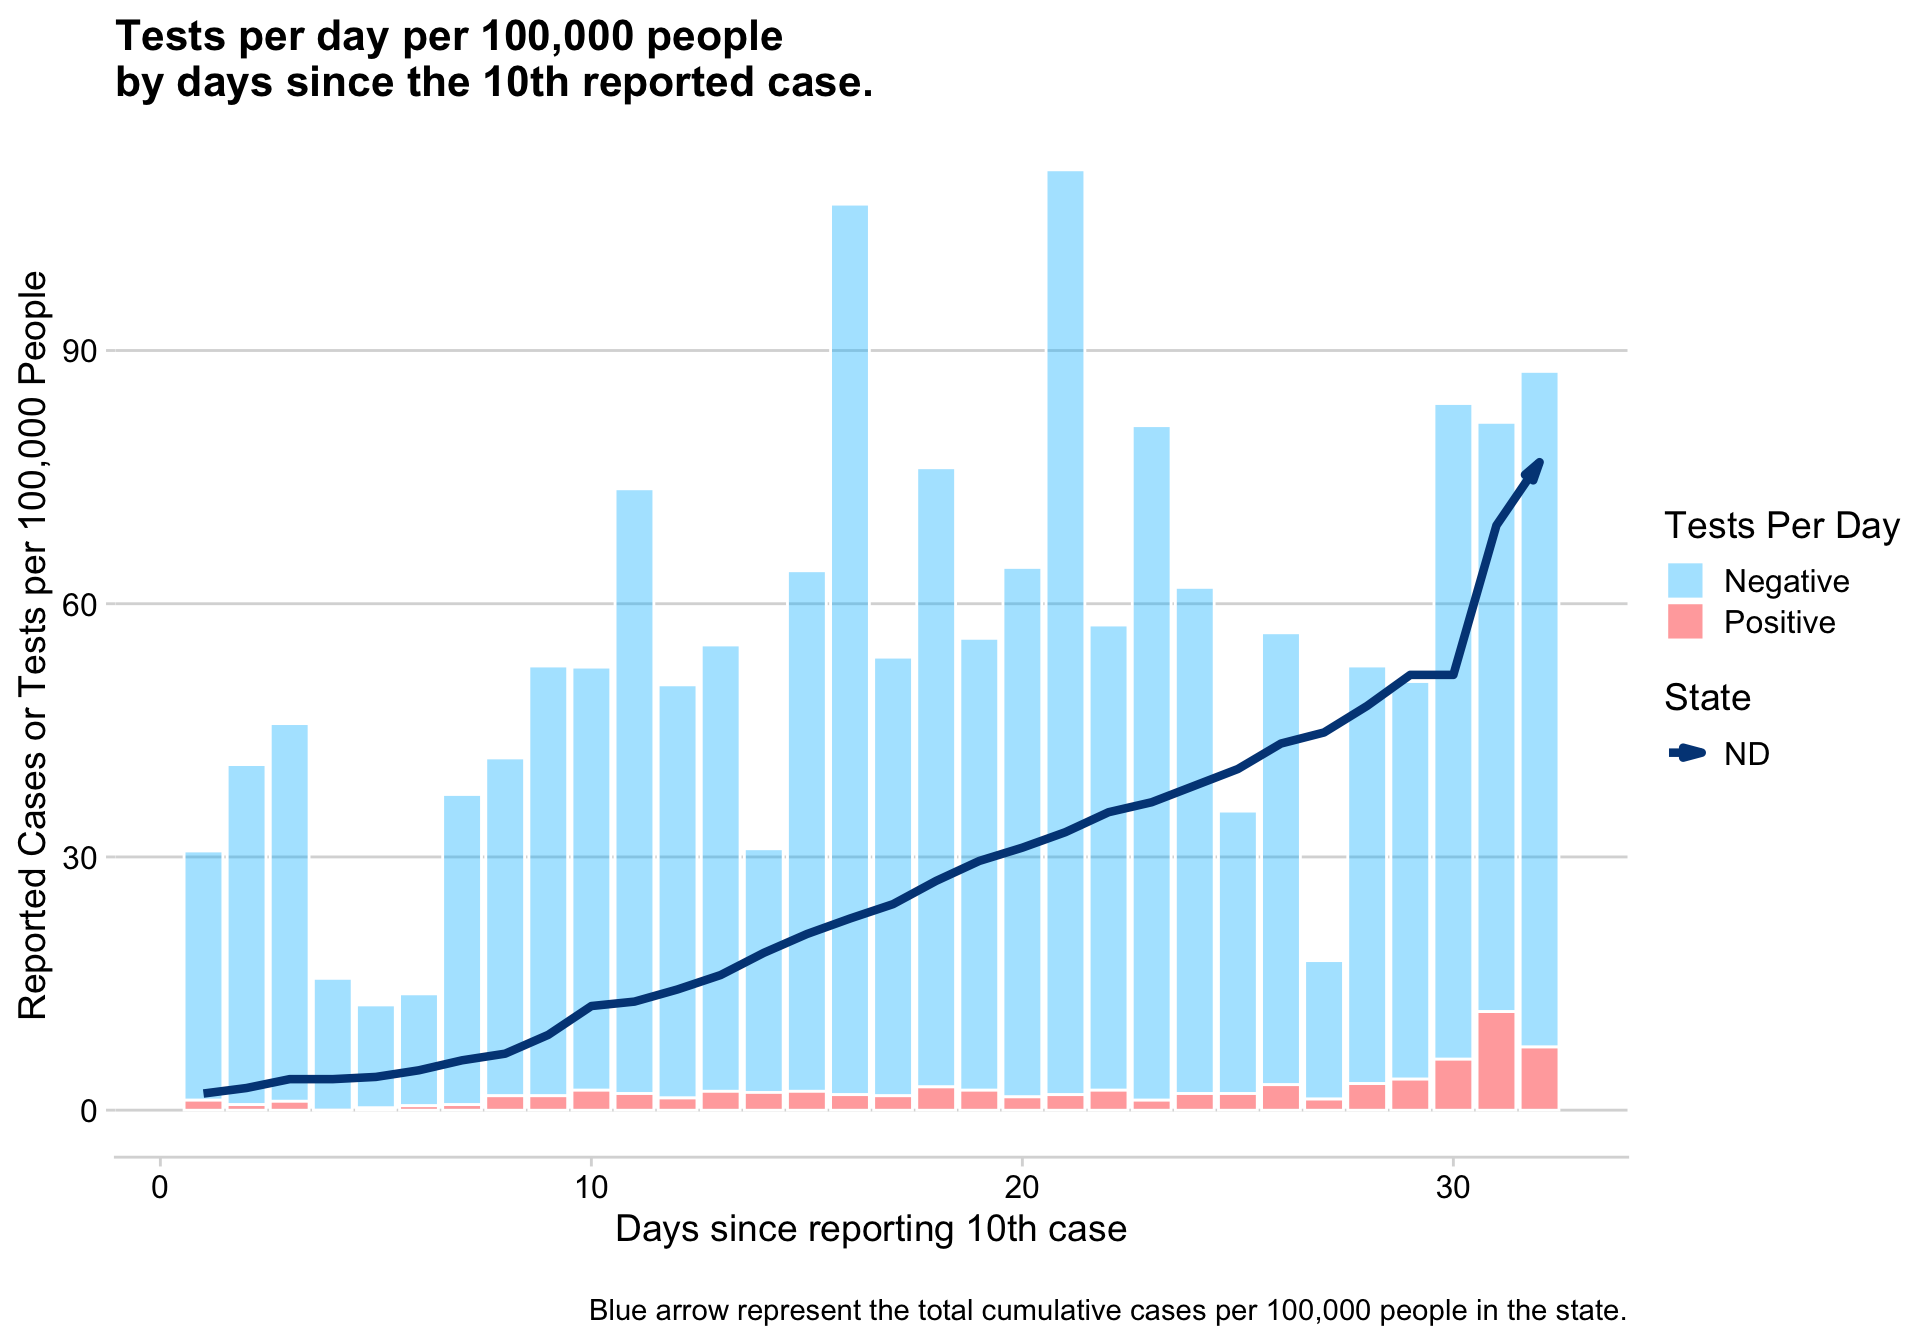 Tests per day per 100,000 people
by days since the 10th reported case.
Reported Cases or Tests per 100,000 People
90
60
30
0
0
10
20
30
Days since reporting 10th case
Tests Per Day
Negative
Positive
State
ND
Blue arrow represent the total cumulative cases per 100,000 people in the state.